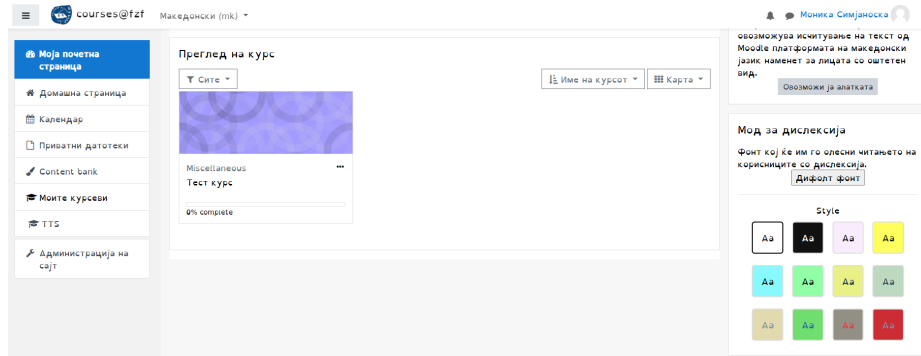 courses@fzf
Македонски (mk)
Моника Симјаноска
Моја почетна
страница
Домашна страница
Календар
Приватни датотеки
Content bank
Моите курсеви
TTS
Администрација на
сајт
Преглед на курс
Сите
Име на курсот
Карта
Miscellaneous
Тест курс
0% complete
овозможува исчитување на текст од
Moodle платформата на македонски
јазик наменет за лицата со оштетен
вид.
Овозможи ја алатката
Мод за дислексија
Фонт кој ќе им го олесни читањето на
корисниците со дислексија.
Дифолт фонт
Style
Aa Aa Aa Aa
Aa Aa Aa Aa
Aa Aa Aa Aa